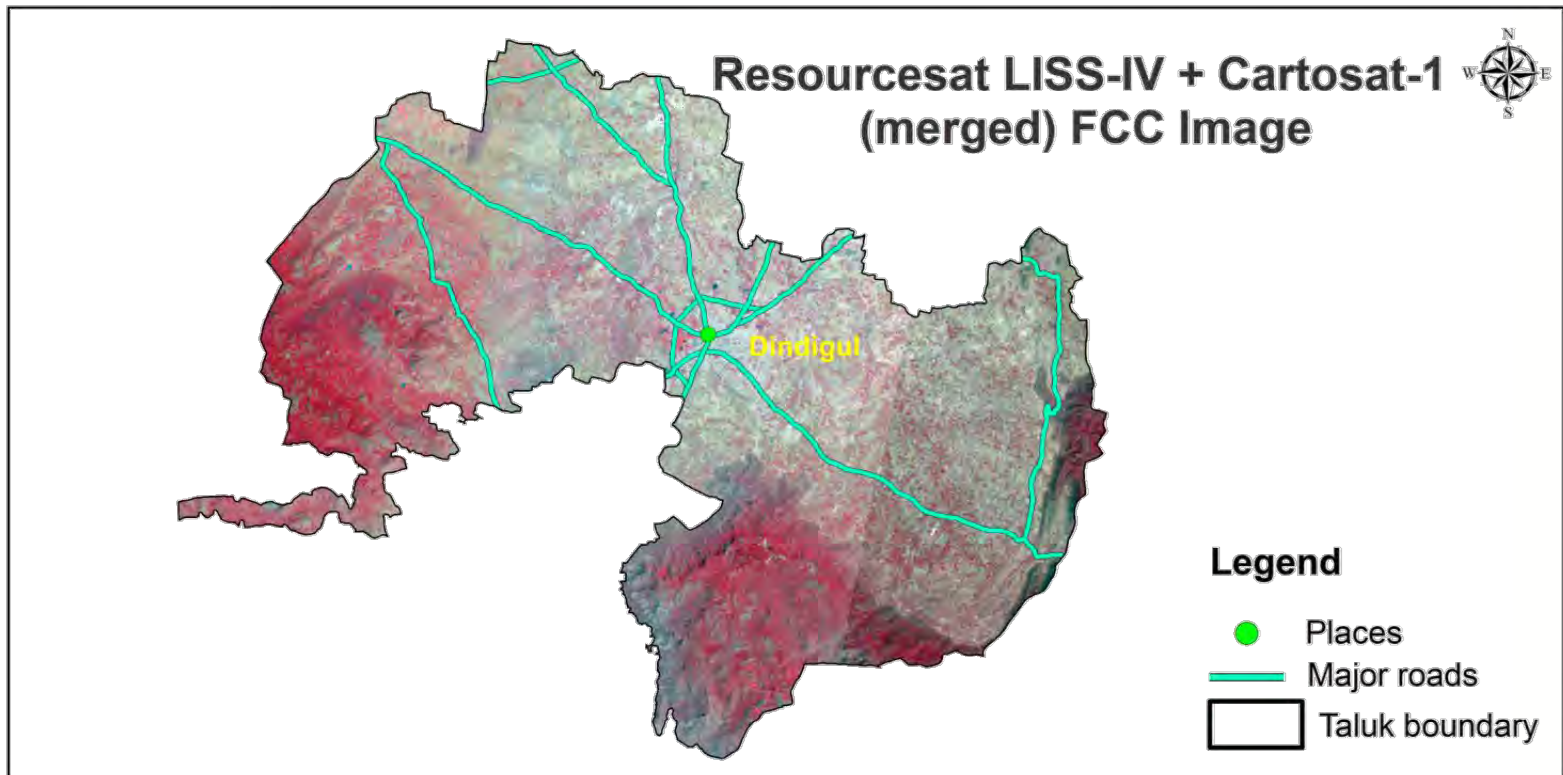 Resourcesat LISS-IV + Cartosat-1
(merged) FCC Image
N
W E
S
Dindigul
Legend
Places
Major roads
Taluk boundary